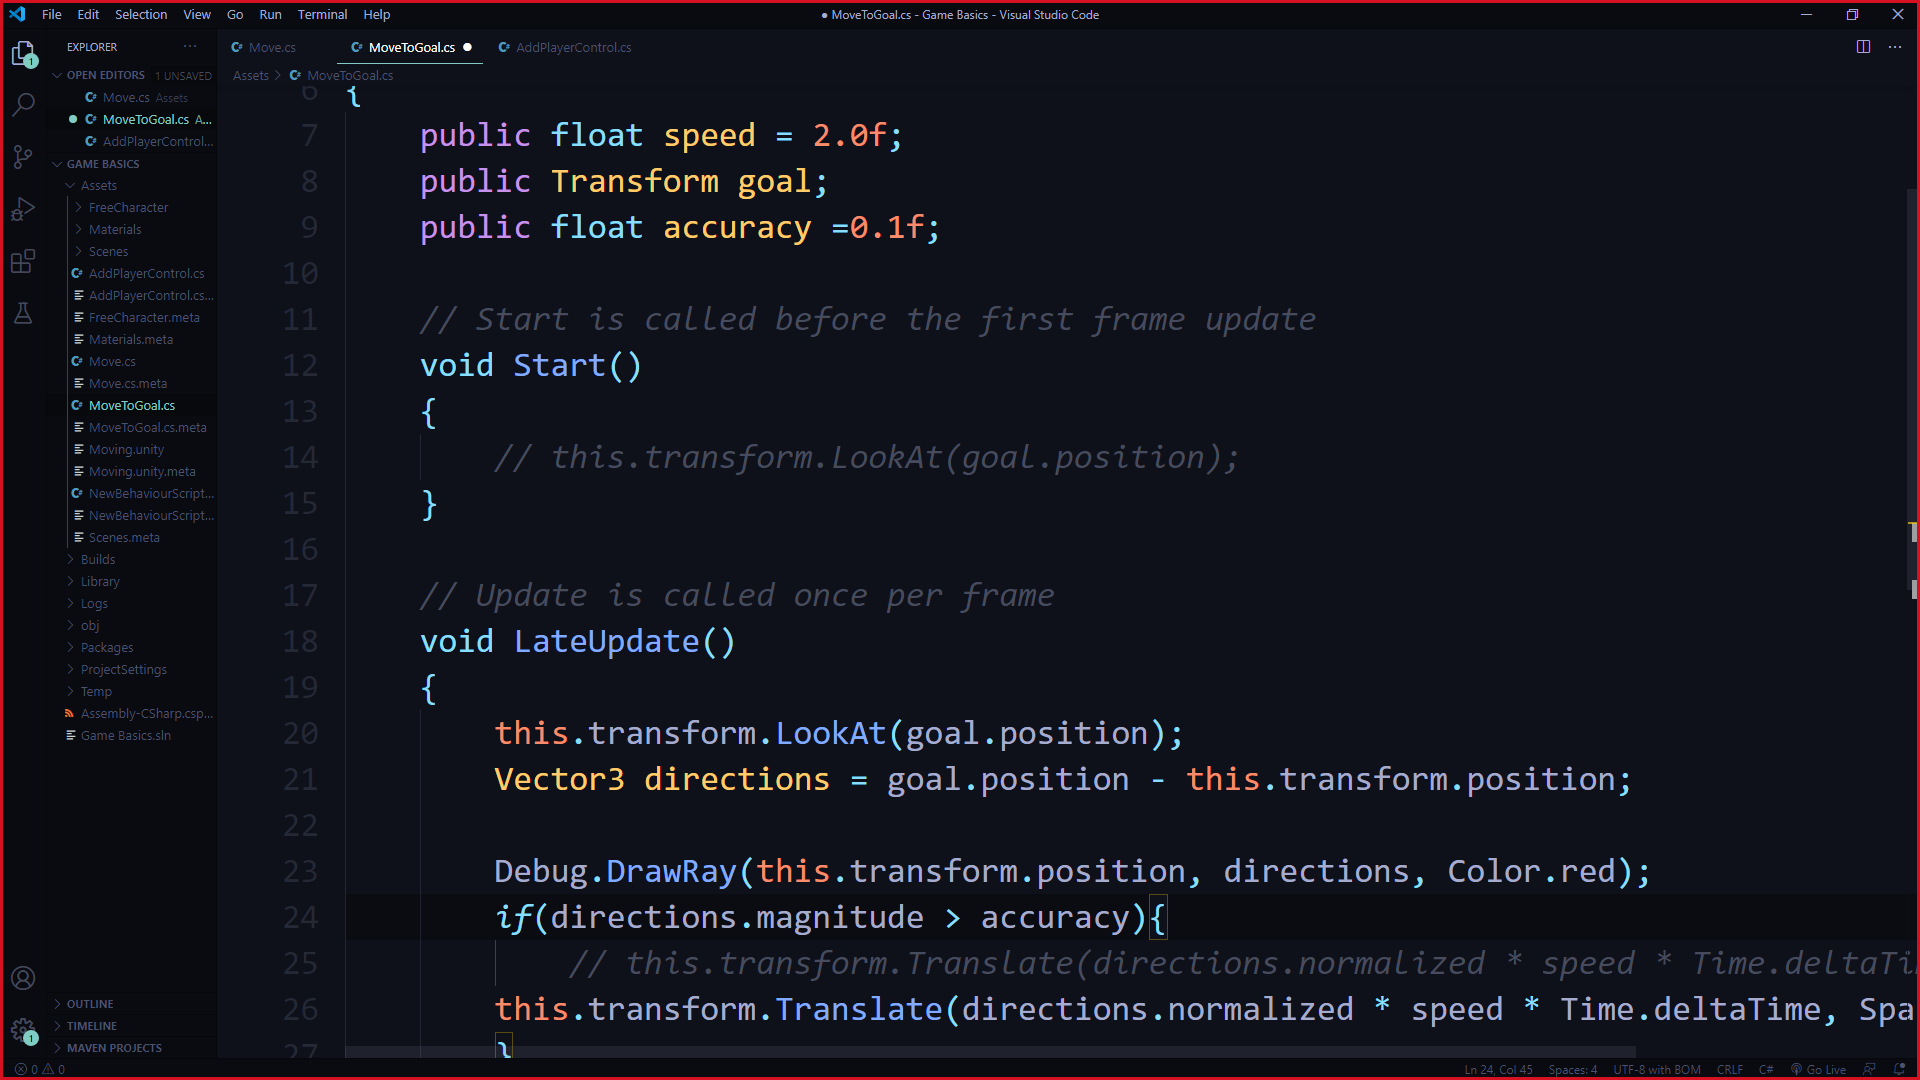 File Edit Selection View Go Run Terminal Help
● MoveToGoal.cs - Game Basics - Visual Studio Code
EXPLORER
Move.cs
MoveToGoal.cs
AddPlayerControl.cs
OPEN EDITORS 1 UNSAVED
Move.cs Assets
MoveToGoal.cs A...
AddPlayerControl...
GAME BASICS
Assets
FreeCharacter
Materials
Scenes
AddPlayerControl.cs
AddPlayerControl.cs...
FreeCharacter.meta
Materials.meta
Move.cs
Move.cs.meta
MoveToGoal.cs
MoveToGoal.cs.meta
Moving.unity
Moving.unity.meta
NewBehaviourScript...
NewBehaviourScript...
Scenes.meta
Builds
Library
Logs
obj
Packages
ProjectSettings
Temp
Assembly-CSharp.csp...
Game Basics.sln
OUTLINE
TIMELINE
MAVEN PROJECTS
Assets > MoveToGoal.cs
6 {
7 public float speed = 2.0f;
8 public Transform goal;
9 public float accuracy =0.1f;
10
11 // Start is called before the first frame update
12 void Start()
13 {
14 // this.transform.LookAt(goal.position);
15 }
16
17 // Update is called once per frame
18 void LateUpdate()
19 {
20 this.transform.LookAt(goal.position);
21 Vector3 directions = goal.position - this.transform.position;
22
23 Debug.DrawRay(this.transform.position, directions, Color.red);
24 if(directions.magnitude > accuracy){
25 // this.transform.Translate(directions.normalized * speed * Time.deltaTi
26 this.transform.Translate(directions.normalized * speed * Time.deltaTime, Spa
27 }
0 0
Ln 24, Col 45 Spaces: 4 UTF-8 with BOM CRLF C# Go Live